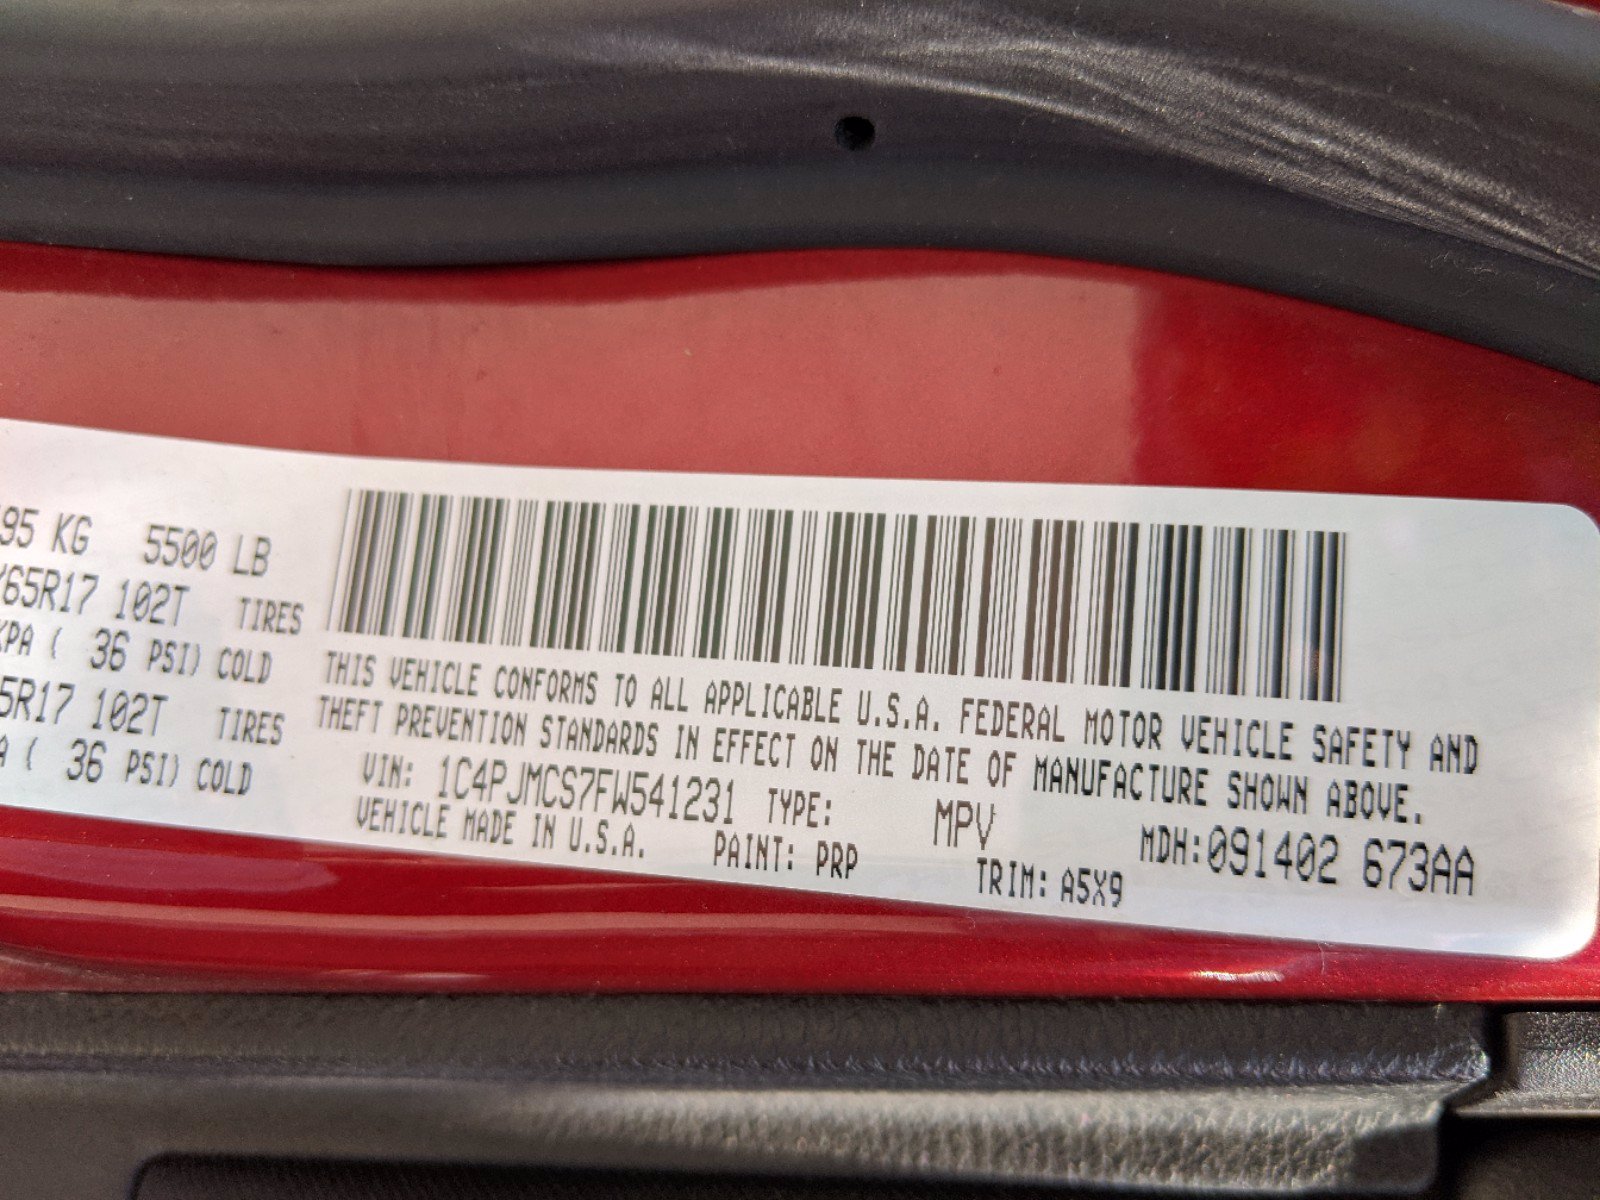 95 KG 5500 LB
65R17 102T TIRES
KPA ( 36 PSI) COLD
5R17 102T TIRES
A ( 36 PSI) COLD
THIS VEHICLE CONFORMS TO ALL APPLICABLE U.S.A. FEDERAL MOTOR VEHICLE SAFETY AND
THEFT PREVENTION STANDARDS IN EFFECT ON THE DATE OF MANUFACTURE SHOWN ABOVE.
VIN: 1C4PJMCS7FW541231 TYPE: MPV MDH:091402 673AA
VEHICLE MADE IN U.S.A. PAINT: PRP TRIM: A5X9